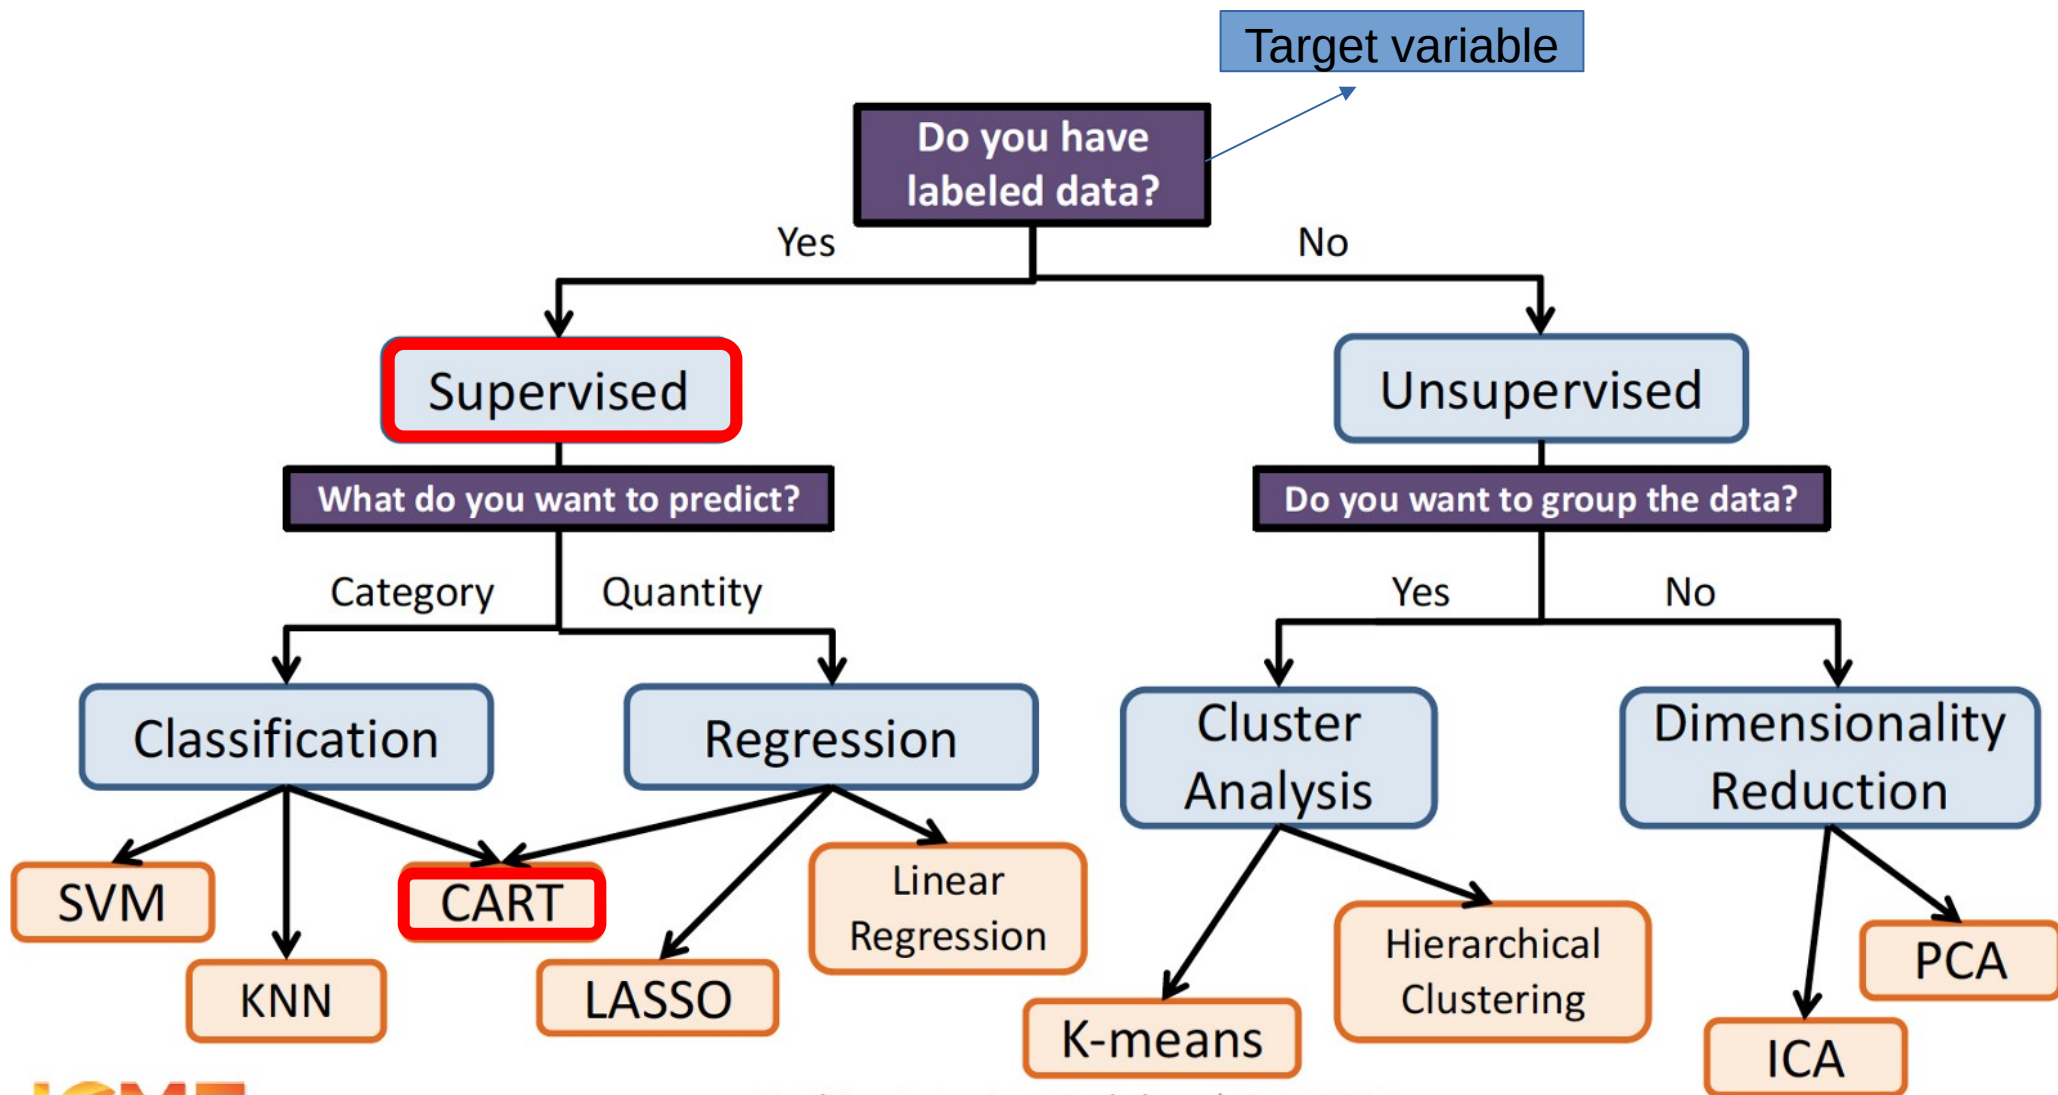 Target variable
Do you have
labeled data?
Yes
No
Supervised
Unsupervised
What do you want to predict?
Do you want to group the data?
Category
Quantity
Yes
No
Classification
Regression
Cluster
Analysis
Dimensionality
Reduction
SVM
KNN
CART
LASSO
Linear
Regression
K-means
Hierarchical
Clustering
PCA
ICA